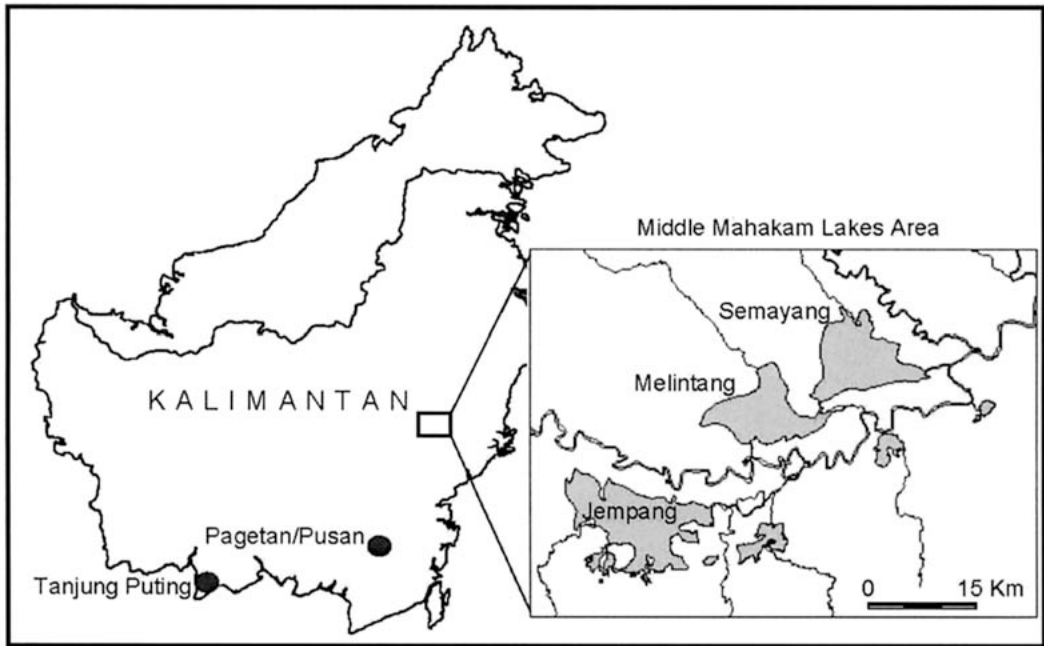 Middle Mahakam Lakes Area
Semayang
Melintang
KALIMANTAN
Jempang
Pagetan/Pusan
Tanjung Puting
0 15 Km